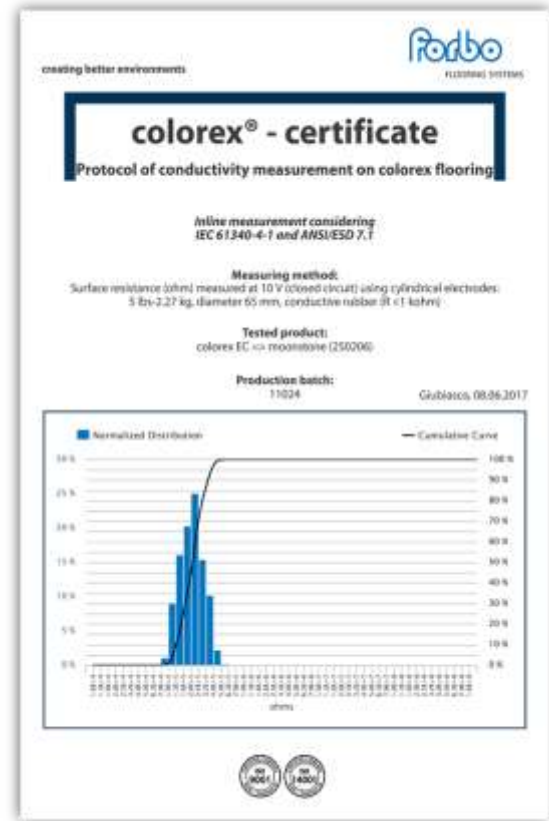 Forbo
FLOORING SYSTEMS
creating better environments
colorex® - certificate
Protocol of conductivity measurement on colorex flooring
Inline measurement considering
IEC 61340-4-1 and ANSI/ESD 7.1
Measuring method:
Surface resistance (ohm) measured at 10 V (closed circuit) using cylindrical electrodes:
5 lbs-2.27 kg, diameter 65 mm, conductive rubber (R <1 kohm)
Tested product:
colorex EC <> moonstone (250206)
Production batch:
11024
Giubiasco, 08.06.2017
Normalized Distribution
Cumulative Curve
30 %
25 %
20 %
15 %
10 %
5 %
0 %
100 %
90 %
80 %
70 %
60 %
50 %
40 %
30 %
20 %
10 %
0 %
ohms
ISO
9001
ISO
14001